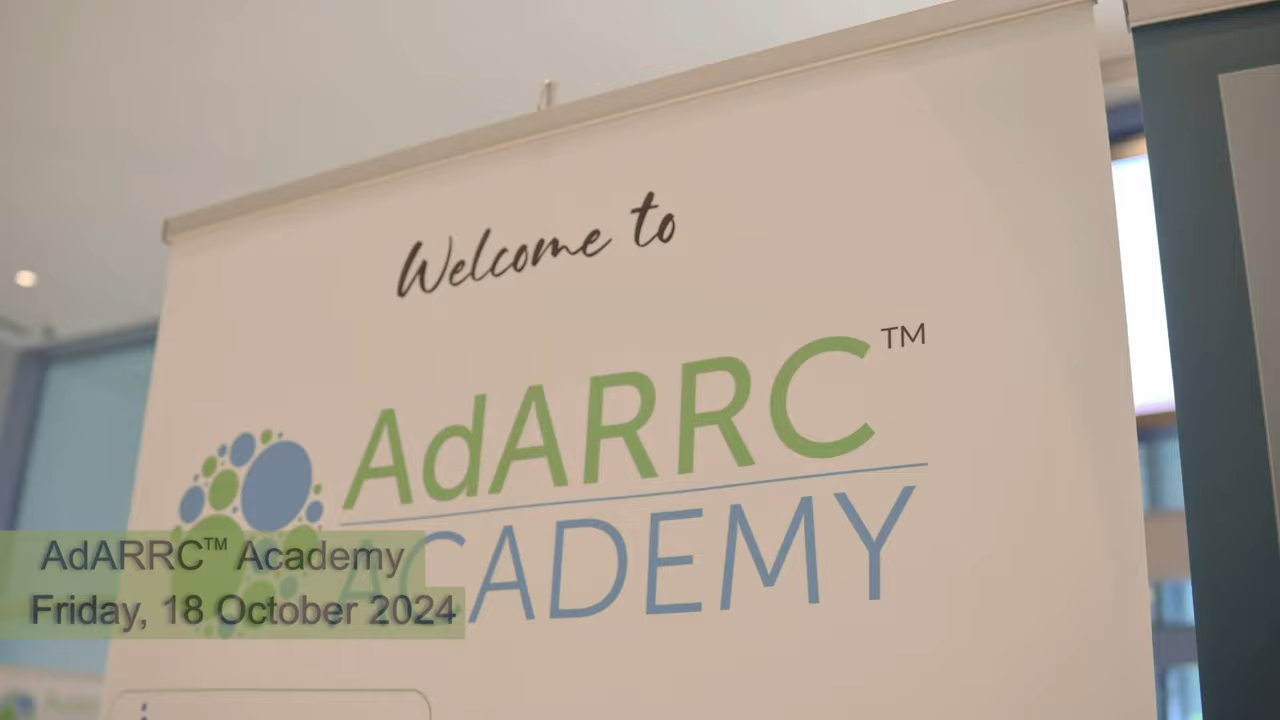 Welcome to
AdARRC™
ACADEMY
AdARRC™ Academy
Friday, 18 October 2024